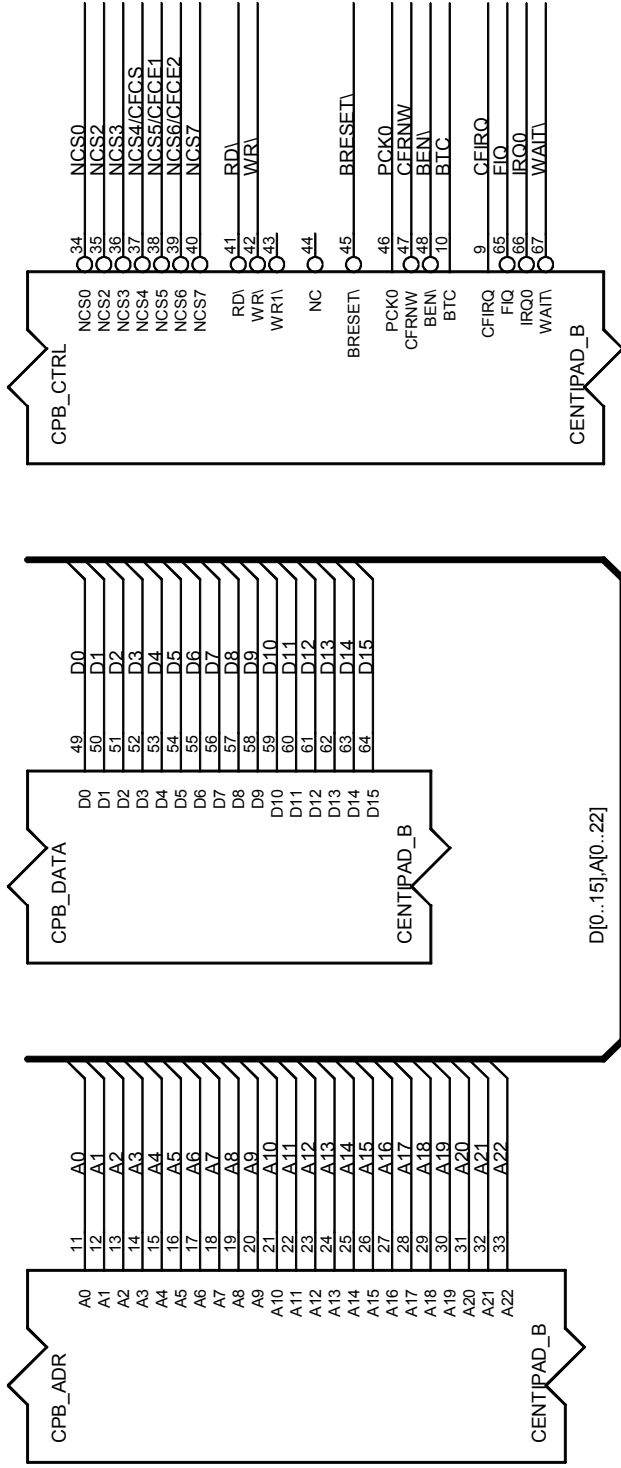 CPB_ADR
A0 11 A0
A1 12 A1
A2 13 A2
A3 14 A3
A4 15 A4
A5 16 A5
A6 17 A6
A7 18 A7
A8 19 A8
A9 20 A9
A10 21 A10
A11 22 A11
A12 23 A12
A13 24 A13
A14 25 A14
A15 26 A15
A16 27 A16
A17 28 A17
A18 29 A18
A19 30 A19
A20 31 A20
A21 32 A21
A22 33 A22
CENTIPAD_B
CPB_DATA
D0 49 D0
D1 50 D1
D2 51 D2
D3 52 D3
D4 53 D4
D5 54 D5
D6 55 D6
D7 56 D7
D8 57 D8
D9 58 D9
D10 59 D10
D11 60 D11
D12 61 D12
D13 62 D13
D14 63 D14
D15 64 D15
CENTIPAD_B
D[0..15],A[0..22]
CPB_CTRL
NCS0 34 NCS0
NCS2 35 NCS2
NCS3 36 NCS3
NCS4 37 NCS4/CFCS
NCS5 38 NCS5/CFCE1
NCS6 39 NCS6/CFCE2
NCS7 40 NCS7
RD\ 41 RD\
WR\ 42 WR\
WR1\ 43
NC 44
BRESET\ 45 BRESET\
PCK0 46 PCK0
CFRNW 47 CFRNW
BEN\ 48 BEN\
BTC 10 BTC
CFIRQ 9 CFIRQ
FIQ 65 FIQ
IRQ0 66 IRQ0
WAIT\ 67 WAIT\
CENTIPAD_B